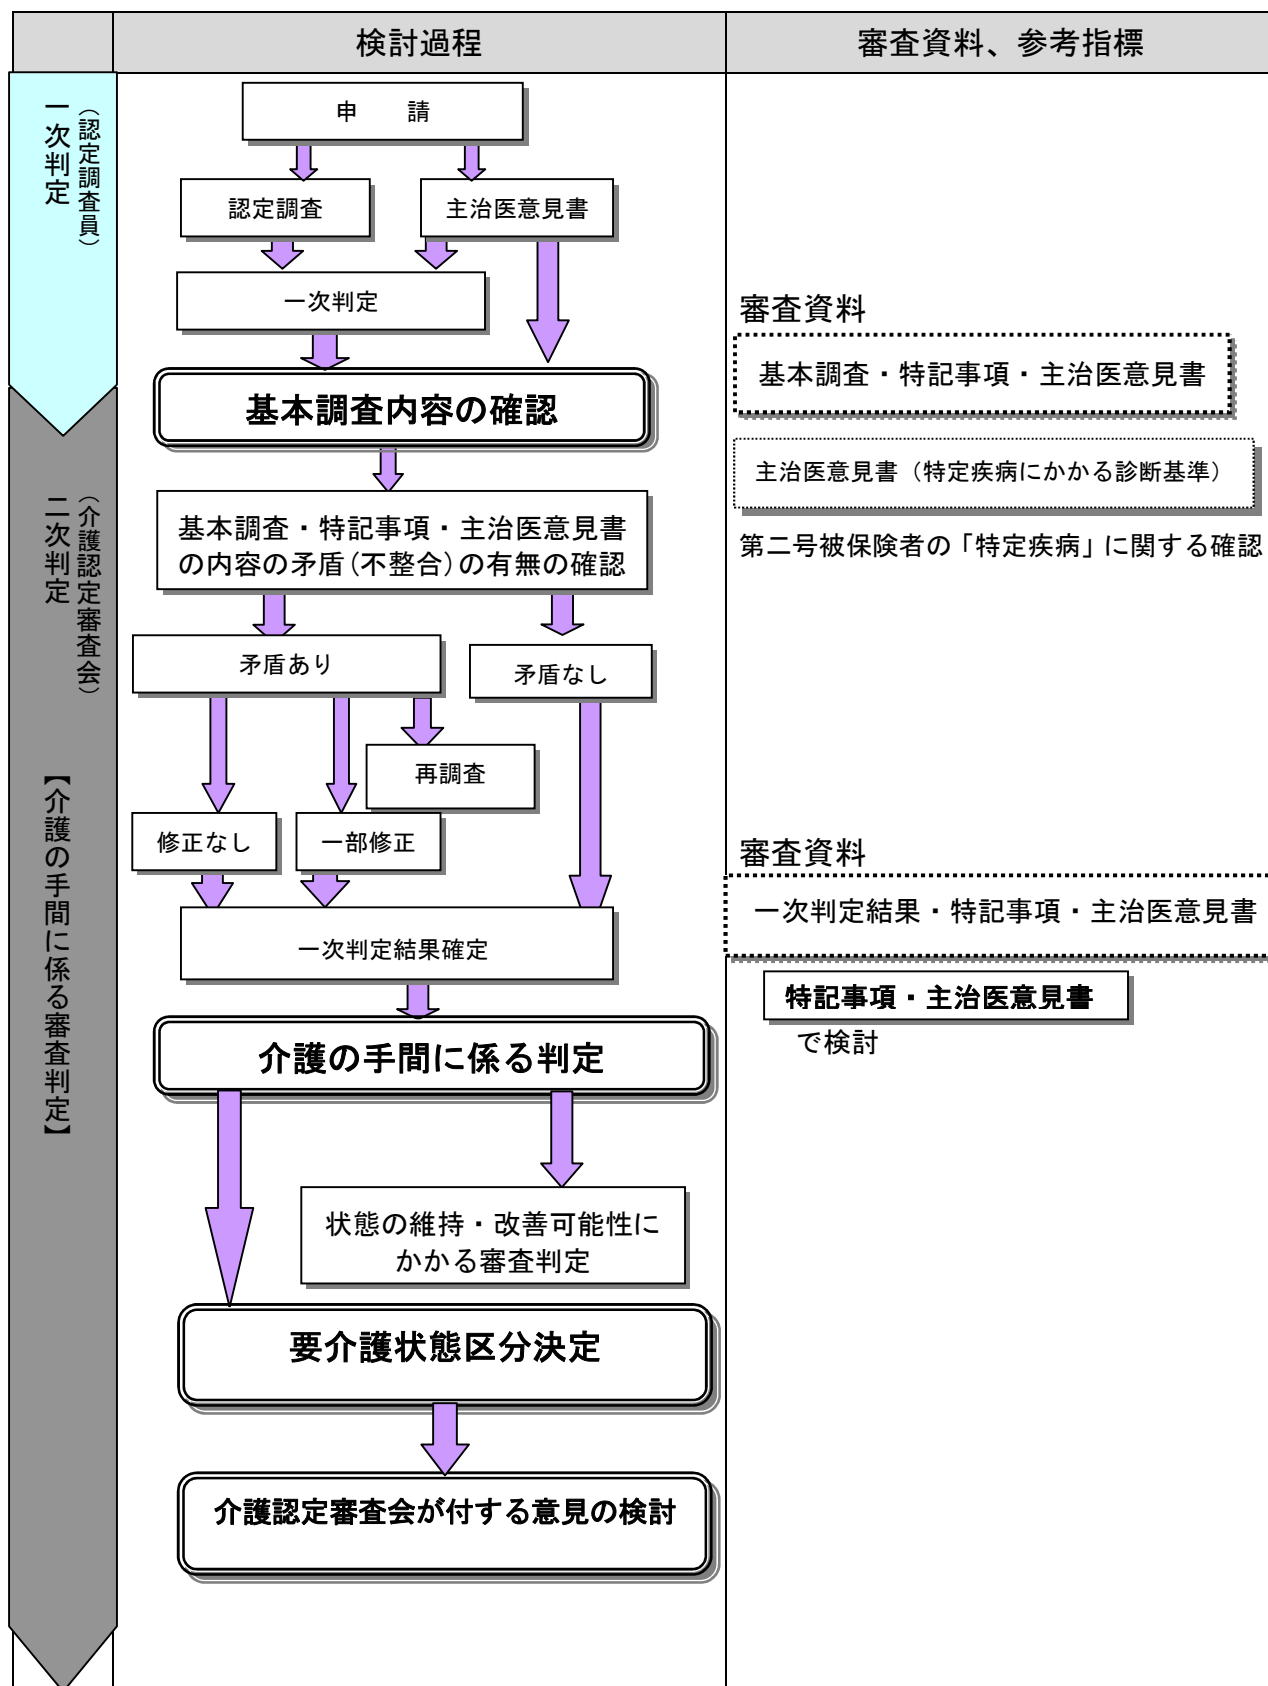 検討過程
審査資料、参考指標
一次判定
（認定調査員）
申　請
認定調査
主治医意見書
一次判定
審査資料
基本調査・特記事項・主治医意見書
基本調査内容の確認
主治医意見書（特定疾病にかかる診断基準）
第二号被保険者の「特定疾病」に関する確認
二次判定
（介護認定審査会）
【介護の手間に係る審査判定】
基本調査・特記事項・主治医意見書
の内容の矛盾(不整合)の有無の確認
矛盾あり
矛盾なし
再調査
修正なし
一部修正
審査資料
一次判定結果・特記事項・主治医意見書
一次判定結果確定
特記事項・主治医意見書
で検討
介護の手間に係る判定
状態の維持・改善可能性に
かかる審査判定
要介護状態区分決定
介護認定審査会が付する意見の検討